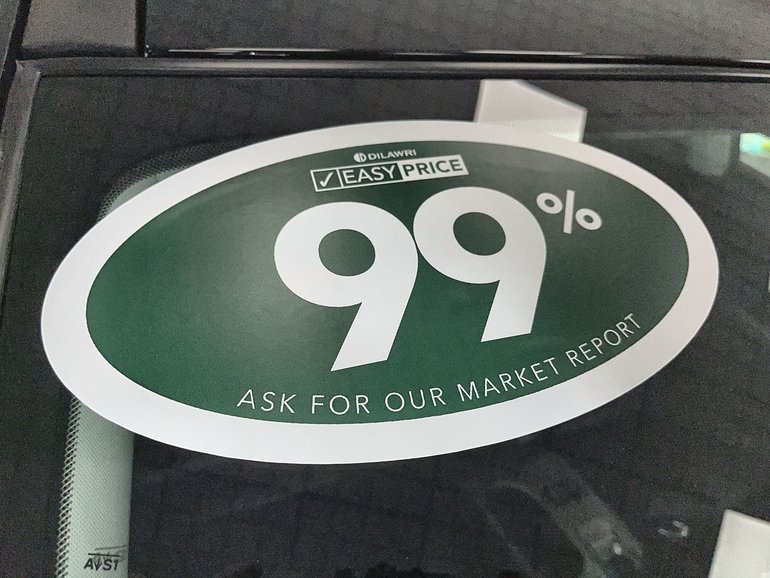 DILAWRI
✓ EASY PRICE
99%
ASK FOR OUR MARKET REPORT